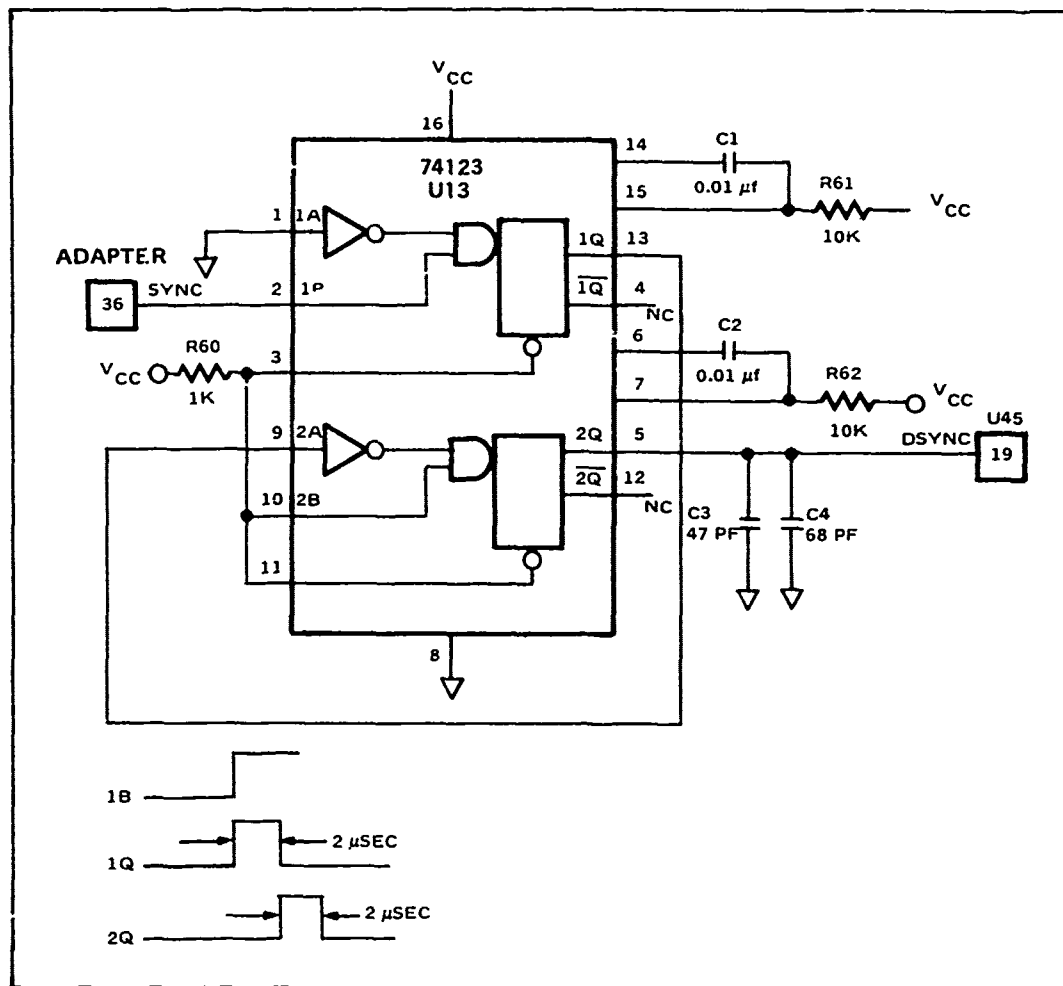 VCC
16
74123
U13
14
C1
0.01 µf
15
R61
VCC
10K
1
1A
ADAPTER
36
SYNC
2
1P
1Q
13
1Q
4
NC
R60
VCC
1K
3
6
C2
0.01 µf
7
R62
VCC
10K
9
2A
2Q
5
DSYNC
U45
19
2Q
12
NC
10
2B
C3
47 PF
C4
68 PF
11
8
1B
1Q
2 µSEC
2Q
2 µSEC